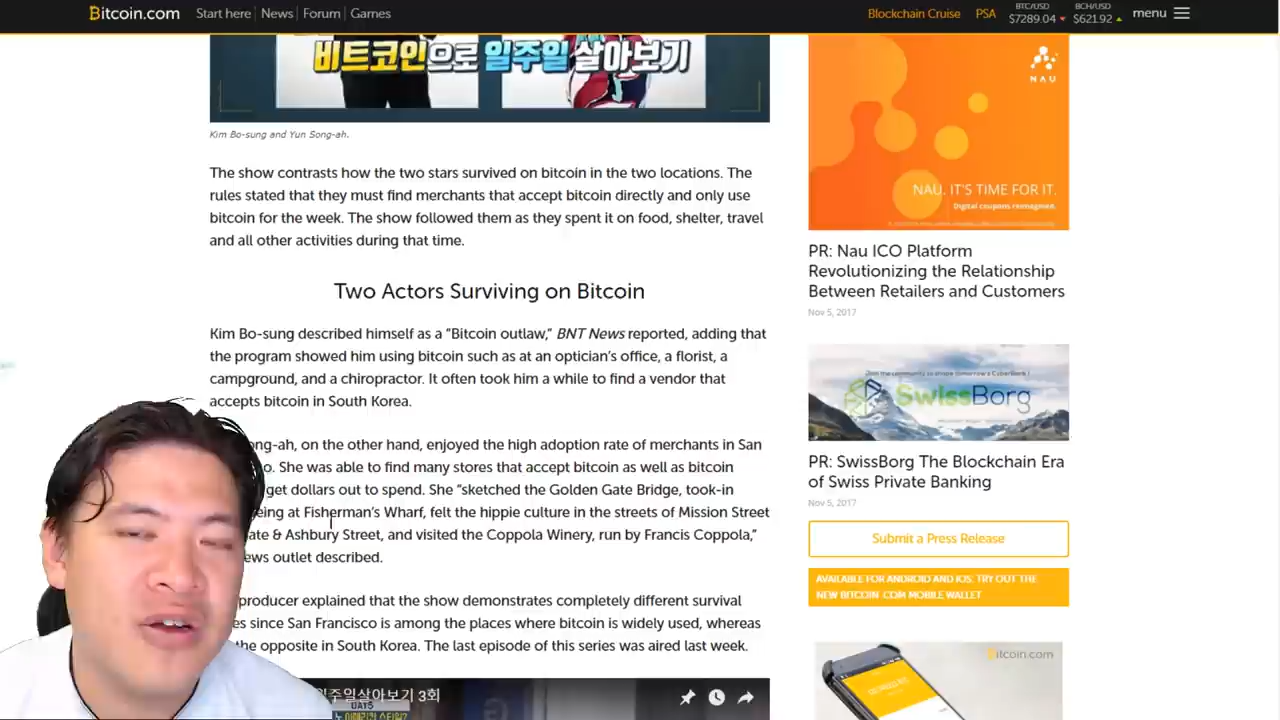 Bitcoin.com
Start here
News
Forum
Games
Blockchain Cruise
PSA
BTC/USD
$7289.04
BCH/USD
$621.92
menu
비트코인으로 일주일 살아보기
Kim Bo-sung and Yun Song-ah.
The show contrasts how the two stars survived on bitcoin in the two locations. The
rules stated that they must find merchants that accept bitcoin directly and only use
bitcoin for the week. The show followed them as they spent it on food, shelter, travel
and all other activities during that time.
Two Actors Surviving on Bitcoin
Kim Bo-sung described himself as a “Bitcoin outlaw,” BNT News reported, adding that
the program showed him using bitcoin such as at an optician’s office, a florist, a
campground, and a chiropractor. It often took him a while to find a vendor that
accepts bitcoin in South Korea.
ong-ah, on the other hand, enjoyed the high adoption rate of merchants in San
o. She was able to find many stores that accept bitcoin as well as bitcoin
get dollars out to spend. She “sketched the Golden Gate Bridge, took-in
eing at Fisherman’s Wharf, felt the hippie culture in the streets of Mission Street
ate & Ashbury Street, and visited the Coppola Winery, run by Francis Coppola,”
ews outlet described.
producer explained that the show demonstrates completely different survival
es since San Francisco is among the places where bitcoin is widely used, whereas
the opposite in South Korea. The last episode of this series was aired last week.
일주일살아보기 3회
NAU
NAU. IT'S TIME FOR IT.
Digital coupons reimagined.
PR: Nau ICO Platform
Revolutionizing the Relationship
Between Retailers and Customers
Nov 5, 2017
Join the community to create tomorrow's CyberBank!
SwissBorg
PR: SwissBorg The Blockchain Era
of Swiss Private Banking
Nov 5, 2017
Submit a Press Release
AVAILABLE FOR ANDROID AND IOS: TRY OUT THE
NEW BITCOIN.COM MOBILE WALLET
Bitcoin.com